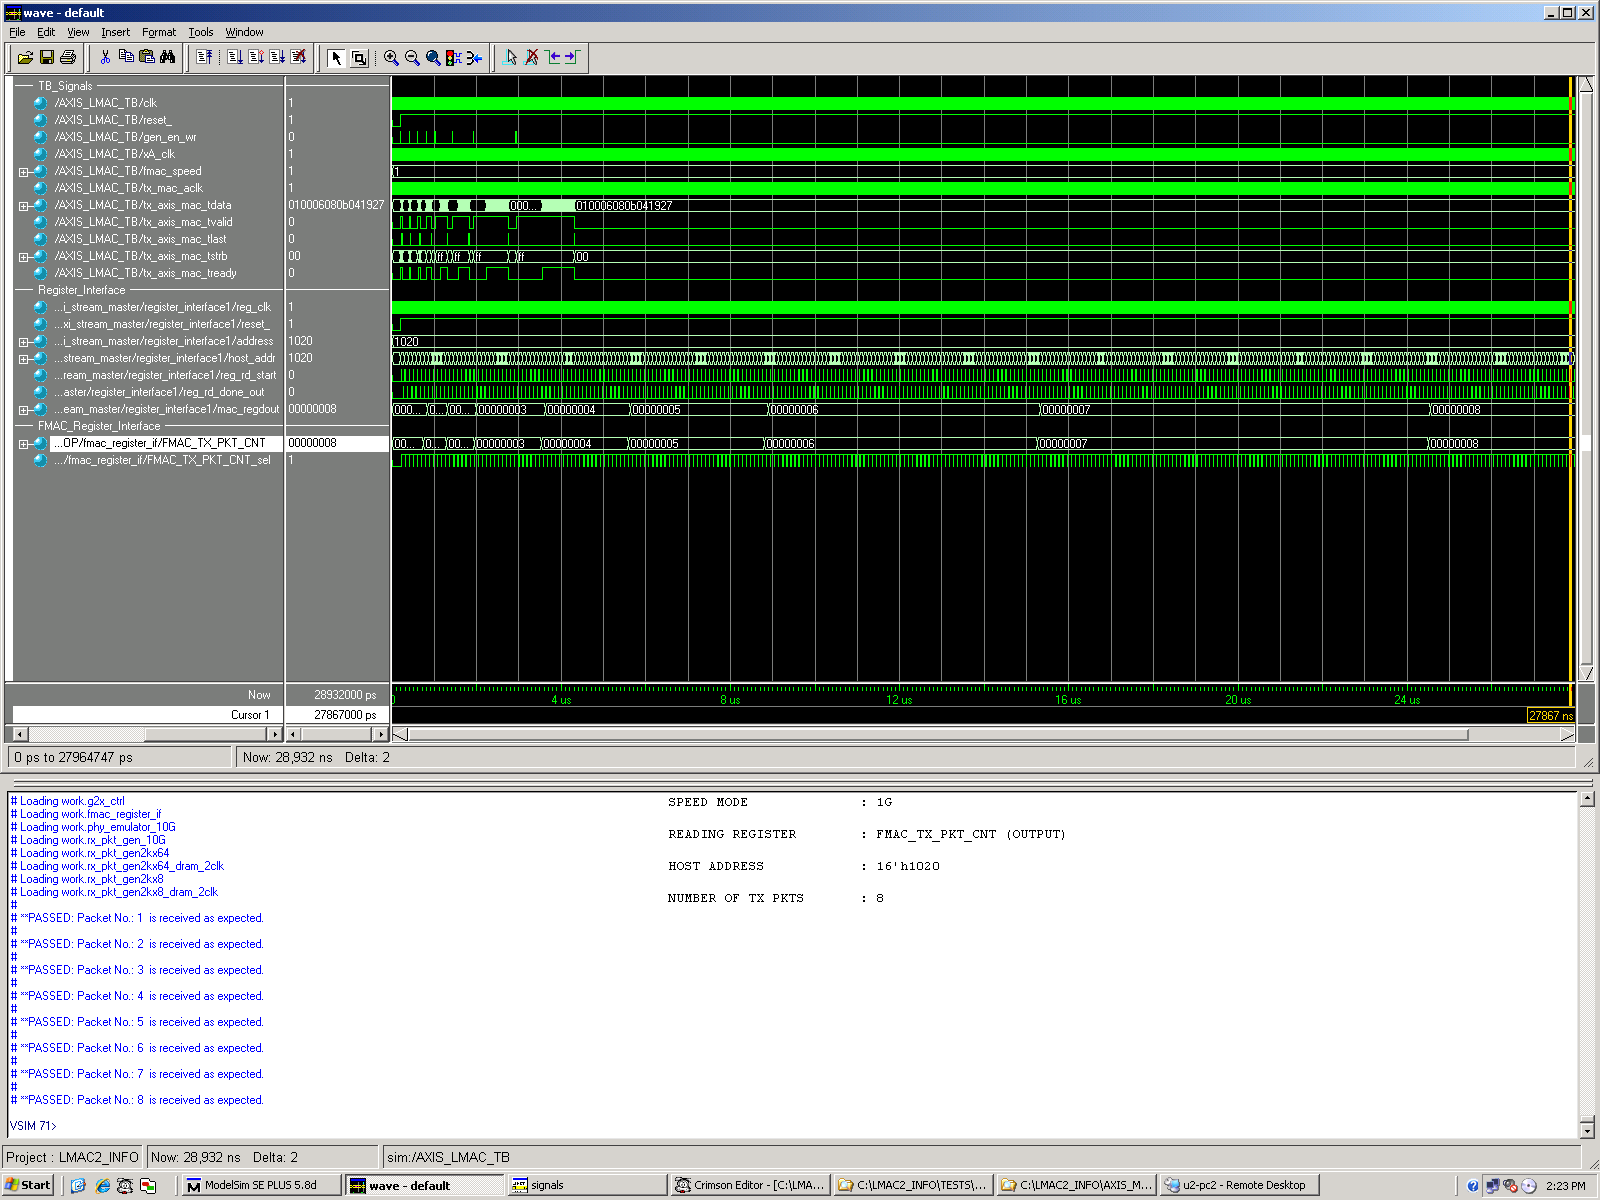 wave - default
File Edit View Insert Format Tools Window
TB_Signals
/AXIS_LMAC_TB/clk 1
/AXIS_LMAC_TB/reset_ 1
/AXIS_LMAC_TB/gen_en_wr 0
/AXIS_LMAC_TB/xA_clk 1
/AXIS_LMAC_TB/fmac_speed 1 1
/AXIS_LMAC_TB/tx_mac_aclk 1
/AXIS_LMAC_TB/tx_axis_mac_tdata 010006080b041927 000... 010006080b041927
/AXIS_LMAC_TB/tx_axis_mac_tvalid 0
/AXIS_LMAC_TB/tx_axis_mac_tlast 0
/AXIS_LMAC_TB/tx_axis_mac_tstrb 00 ff ff ff ff 00
/AXIS_LMAC_TB/tx_axis_mac_tready 0
Register_Interface
...i_stream_master/register_interface1/reg_clk 1
...xi_stream_master/register_interface1/reset_ 1
...i_stream_master/register_interface1/address 1020 1020
...stream_master/register_interface1/host_addr 1020
...ream_master/register_interface1/reg_rd_start 0
...aster/register_interface1/reg_rd_done_out 0
...eam_master/register_interface1/mac_regdout 00000008 000... 0... 00... 00000003 00000004 00000005 00000006 00000007 00000008
FMAC_Register_Interface
...OP/fmac_register_if/FMAC_TX_PKT_CNT 00000008 00... 0... 00... 00000003 00000004 00000005 00000006 00000007 00000008
.../fmac_register_if/FMAC_TX_PKT_CNT_sel 1
Now 28932000 ps 0 4 us 8 us 12 us 16 us 20 us 24 us
Cursor 1 27867000 ps 27867 ns
0 ps to 27964747 ps Now: 28,932 ns Delta: 2
# Loading work.g2x_ctrl
# Loading work.fmac_register_if
# Loading work.phy_emulator_10G
# Loading work.rx_pkt_gen_10G
# Loading work.rx_pkt_gen2kx64
# Loading work.rx_pkt_gen2kx64_dram_2clk
# Loading work.rx_pkt_gen2kx8
# Loading work.rx_pkt_gen2kx8_dram_2clk
#
# **PASSED: Packet No.: 1 is received as expected.
#
# **PASSED: Packet No.: 2 is received as expected.
#
# **PASSED: Packet No.: 3 is received as expected.
#
# **PASSED: Packet No.: 4 is received as expected.
#
# **PASSED: Packet No.: 5 is received as expected.
#
# **PASSED: Packet No.: 6 is received as expected.
#
# **PASSED: Packet No.: 7 is received as expected.
#
# **PASSED: Packet No.: 8 is received as expected.
VSIM 71>
SPEED MODE : 1G
READING REGISTER : FMAC_TX_PKT_CNT (OUTPUT)
HOST ADDRESS : 16'h1020
NUMBER OF TX PKTS : 8
Project : LMAC2_INFO Now: 28,932 ns Delta: 2 sim:/AXIS_LMAC_TB
Start ModelSim SE PLUS 5.8d wave - default signals Crimson Editor - [C:\LMA... C:\LMAC2_INFO\TESTS\... C:\LMAC2_INFO\AXIS_M... u2-pc2 - Remote Desktop 2:23 PM